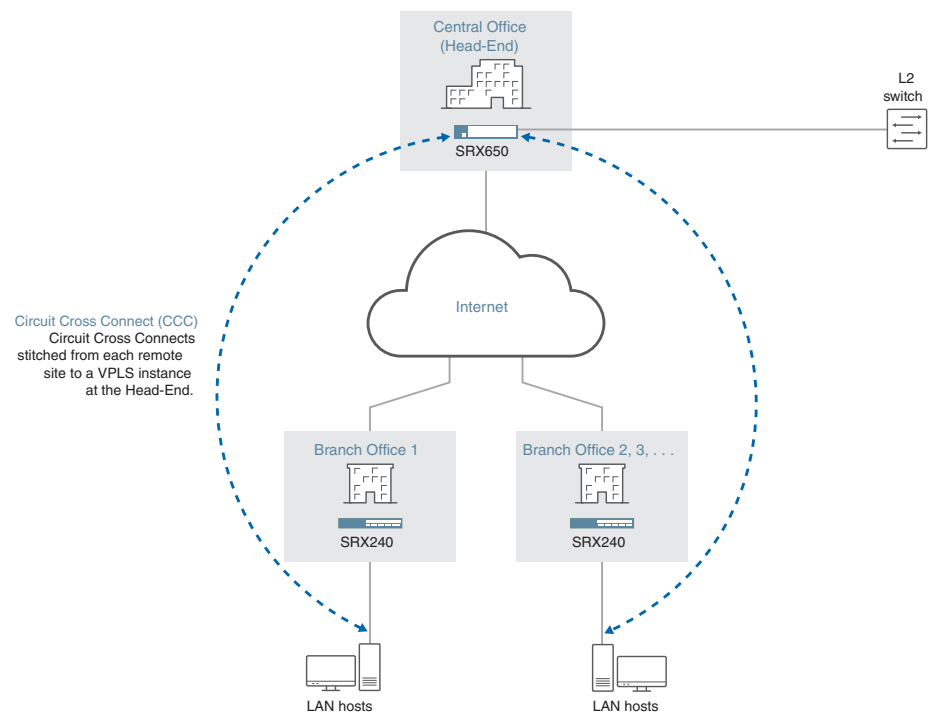 Central Office
(Head-End)
SRX650
L2
switch
Internet
Circuit Cross Connect (CCC)
Circuit Cross Connects
stitched from each remote
site to a VPLS instance
at the Head-End.
Branch Office 1
SRX240
Branch Office 2, 3, . . .
SRX240
LAN hosts
LAN hosts